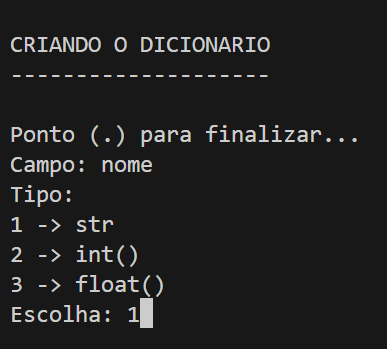 CRIANDO O DICIONARIO
--------------------
Ponto (.) para finalizar...
Campo: nome
Tipo:
1 -> str
2 -> int()
3 -> float()
Escolha: 1